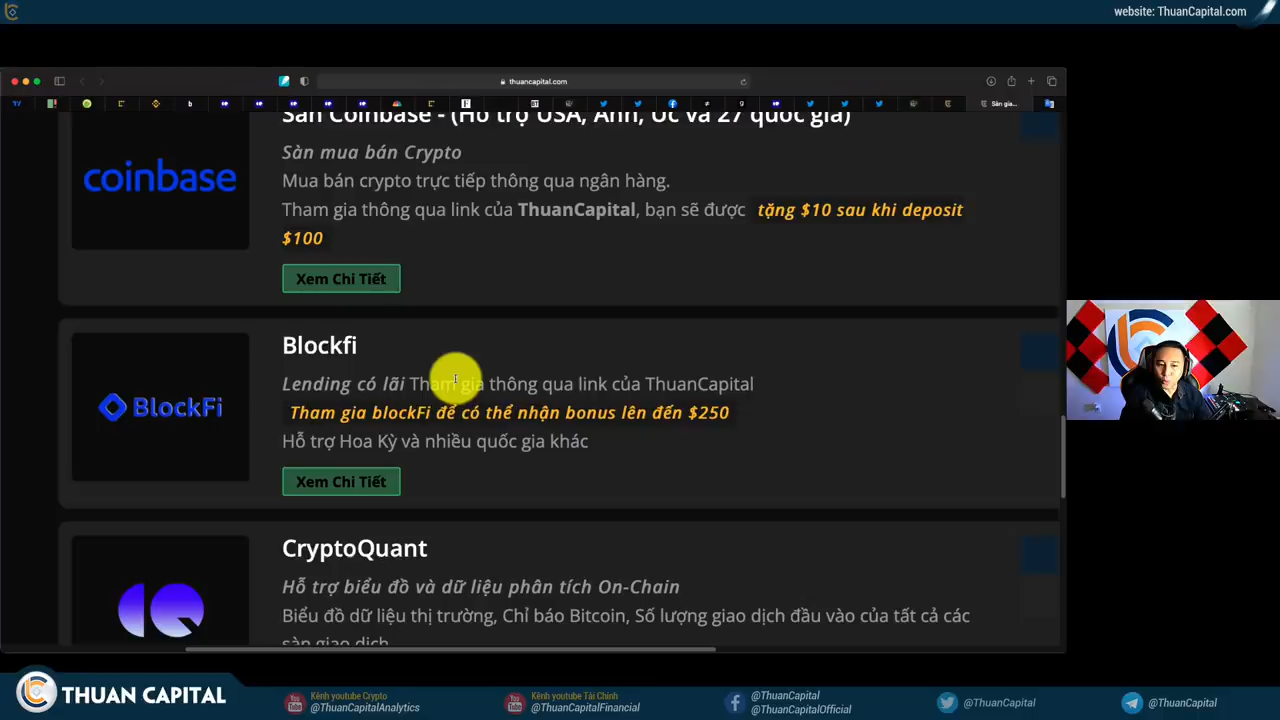 website: ThuanCapital.com
thuancapital.com
Sàn gia...
Sàn Coinbase - (Hỗ trợ USA, Anh, Úc và 27 quốc gia)
coinbase
Sàn mua bán Crypto
Mua bán crypto trực tiếp thông qua ngân hàng.
Tham gia thông qua link của ThuanCapital, bạn sẽ được tặng $10 sau khi deposit
$100
Xem Chi Tiết
Blockfi
BlockFi
Lending có lãi Tham gia thông qua link của ThuanCapital
Tham gia blockFi để có thể nhận bonus lên đến $250
Hỗ trợ Hoa Kỳ và nhiều quốc gia khác
Xem Chi Tiết
CryptoQuant
Hỗ trợ biểu đồ và dữ liệu phân tích On-Chain
Biểu đồ dữ liệu thị trường, Chỉ báo Bitcoin, Số lượng giao dịch đầu vào của tất cả các
sàn giao dịch
THUAN CAPITAL
Kênh youtube Crypto
@ThuanCapitalAnalytics
Kênh youtube Tài Chính
@ThuanCapitalFinancial
@ThuanCapital
@ThuanCapitalOfficial
@ThuanCapital
@ThuanCapital